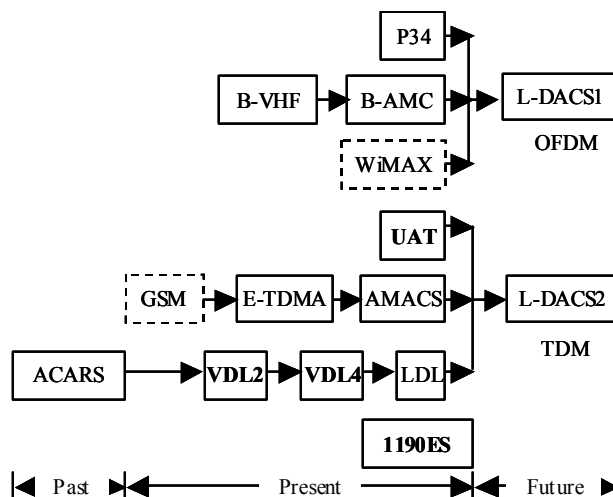 P34
B-VHF B-AMC L-DACS1
OFDM
WiMAX
UAT
GSM E-TDMA AMACS L-DACS2
TDM
ACARS VDL2 VDL4 LDL
1190ES
Past Present Future